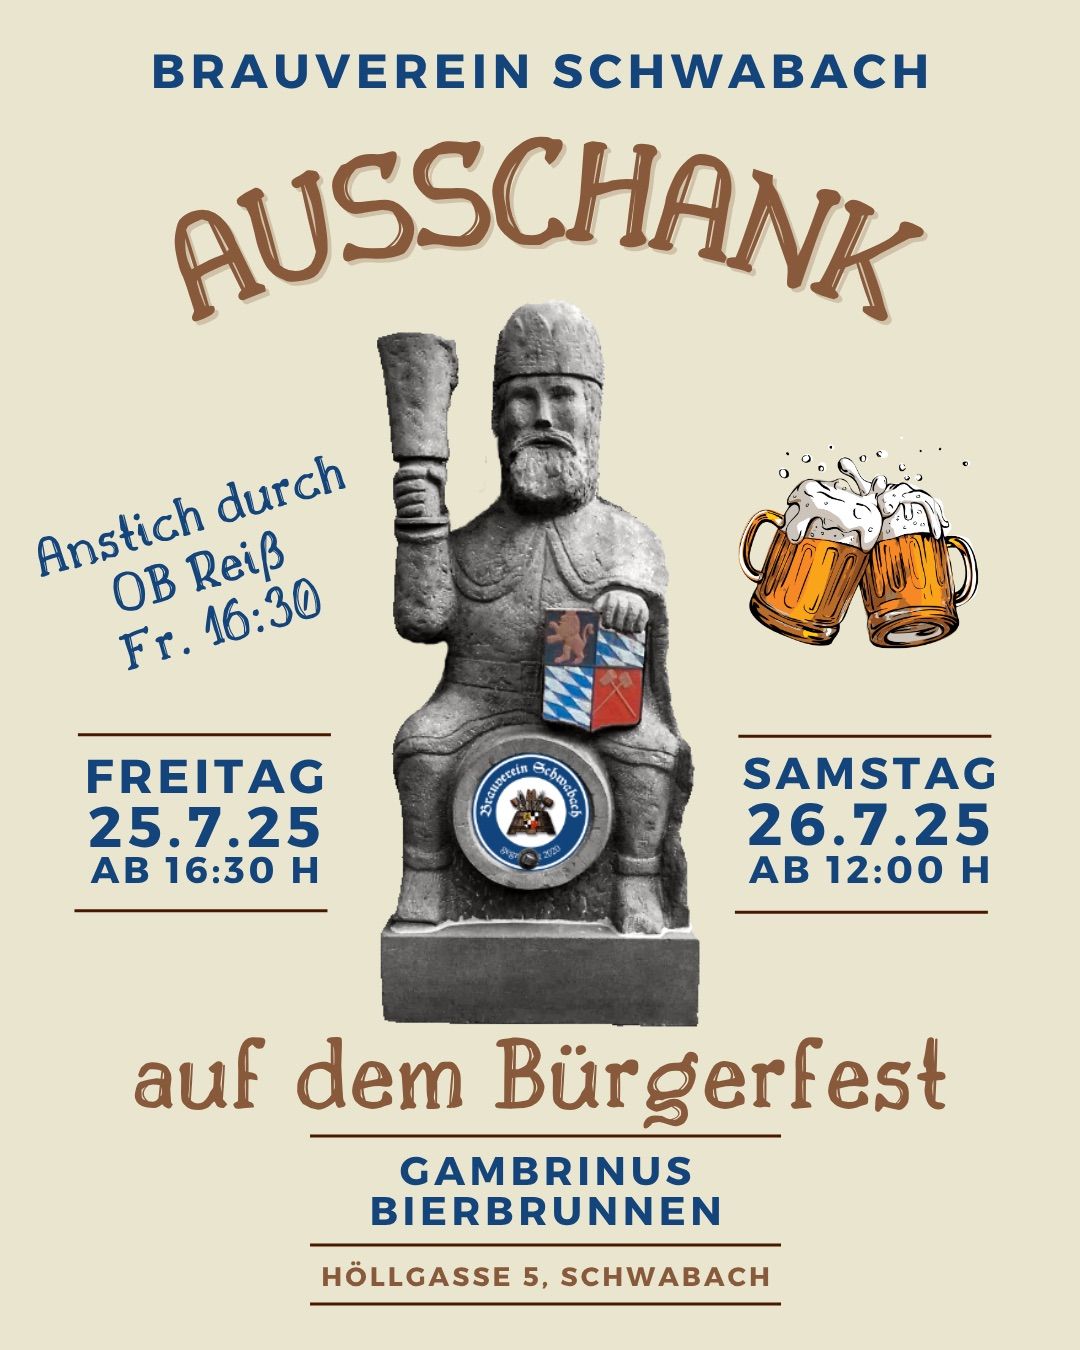 BRAUVEREIN SCHWABACH
AUSSCHANK
Anstich durch
OB Reiß
Fr. 16:30
FREITAG
25.7.25
AB 16:30 H
SAMSTAG
26.7.25
AB 12:00 H
Brauverein Schwabach
2020
auf dem Bürgerfest
GAMBRINUS
BIERBRUNNEN
HÖLLGASSE 5, SCHWABACH